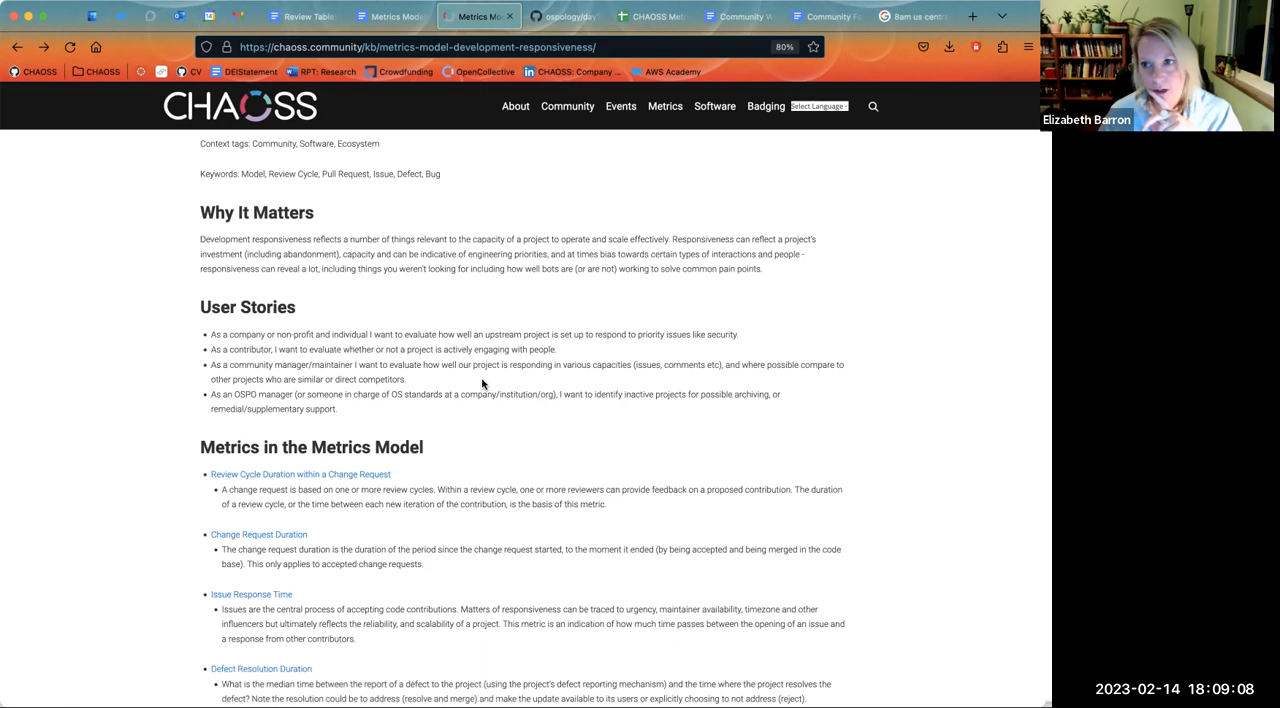 Review Table
Metrics Mode
Metrics Mo
ospology/day
CHAOSS Met
Community W
Community Fo
8am us centr
https://chaoss.community/kb/metrics-model-development-responsiveness/
80%
CHAOSS
CHAOSS
CV
DEIStatement
RPT: Research
Crowdfunding
OpenCollective
CHAOSS: Company ...
AWS Academy
CHAOSS
About
Community
Events
Metrics
Software
Badging
Select Language
Elizabeth Barron
Context tags: Community, Software, Ecosystem
Keywords: Model, Review Cycle, Pull Request, Issue, Defect, Bug
Why It Matters
Development responsiveness reflects a number of things relevant to the capacity of a project to operate and scale effectively. Responsiveness can reflect a project's
investment (including abandonment), capacity and can be indicative of engineering priorities, and at times bias towards certain types of interactions and people -
responsiveness can reveal a lot, including things you weren't looking for including how well bots are (or are not) working to solve common pain points.
User Stories
As a company or non-profit and individual I want to evaluate how well an upstream project is set up to respond to priority issues like security.
As a contributor, I want to evaluate whether or not a project is actively engaging with people.
As a community manager/maintainer I want to evaluate how well our project is responding in various capacities (issues, comments etc), and where possible compare to
other projects who are similar or direct competitors.
As an OSPO manager (or someone in charge of OS standards at a company/institution/org), I want to identify inactive projects for possible archiving, or
remedial/supplementary support.
Metrics in the Metrics Model
Review Cycle Duration within a Change Request
A change request is based on one or more review cycles. Within a review cycle, one or more reviewers can provide feedback on a proposed contribution. The duration
of a review cycle, or the time between each new iteration of the contribution, is the basis of this metric.
Change Request Duration
The change request duration is the duration of the period since the change request started, to the moment it ended (by being accepted and being merged in the code
base). This only applies to accepted change requests.
Issue Response Time
Issues are the central process of accepting code contributions. Matters of responsiveness can be traced to urgency, maintainer availability, timezone and other
influencers but ultimately reflects the reliability, and scalability of a project. This metric is an indication of how much time passes between the opening of an issue and
a response from other contributors.
Defect Resolution Duration
What is the median time between the report of a defect to the project (using the project's defect reporting mechanism) and the time where the project resolves the
defect? Note the resolution could be to address (resolve and merge) and make the update available to its users or explicitly choosing to not address (reject).
2023-02-14 18:09:08